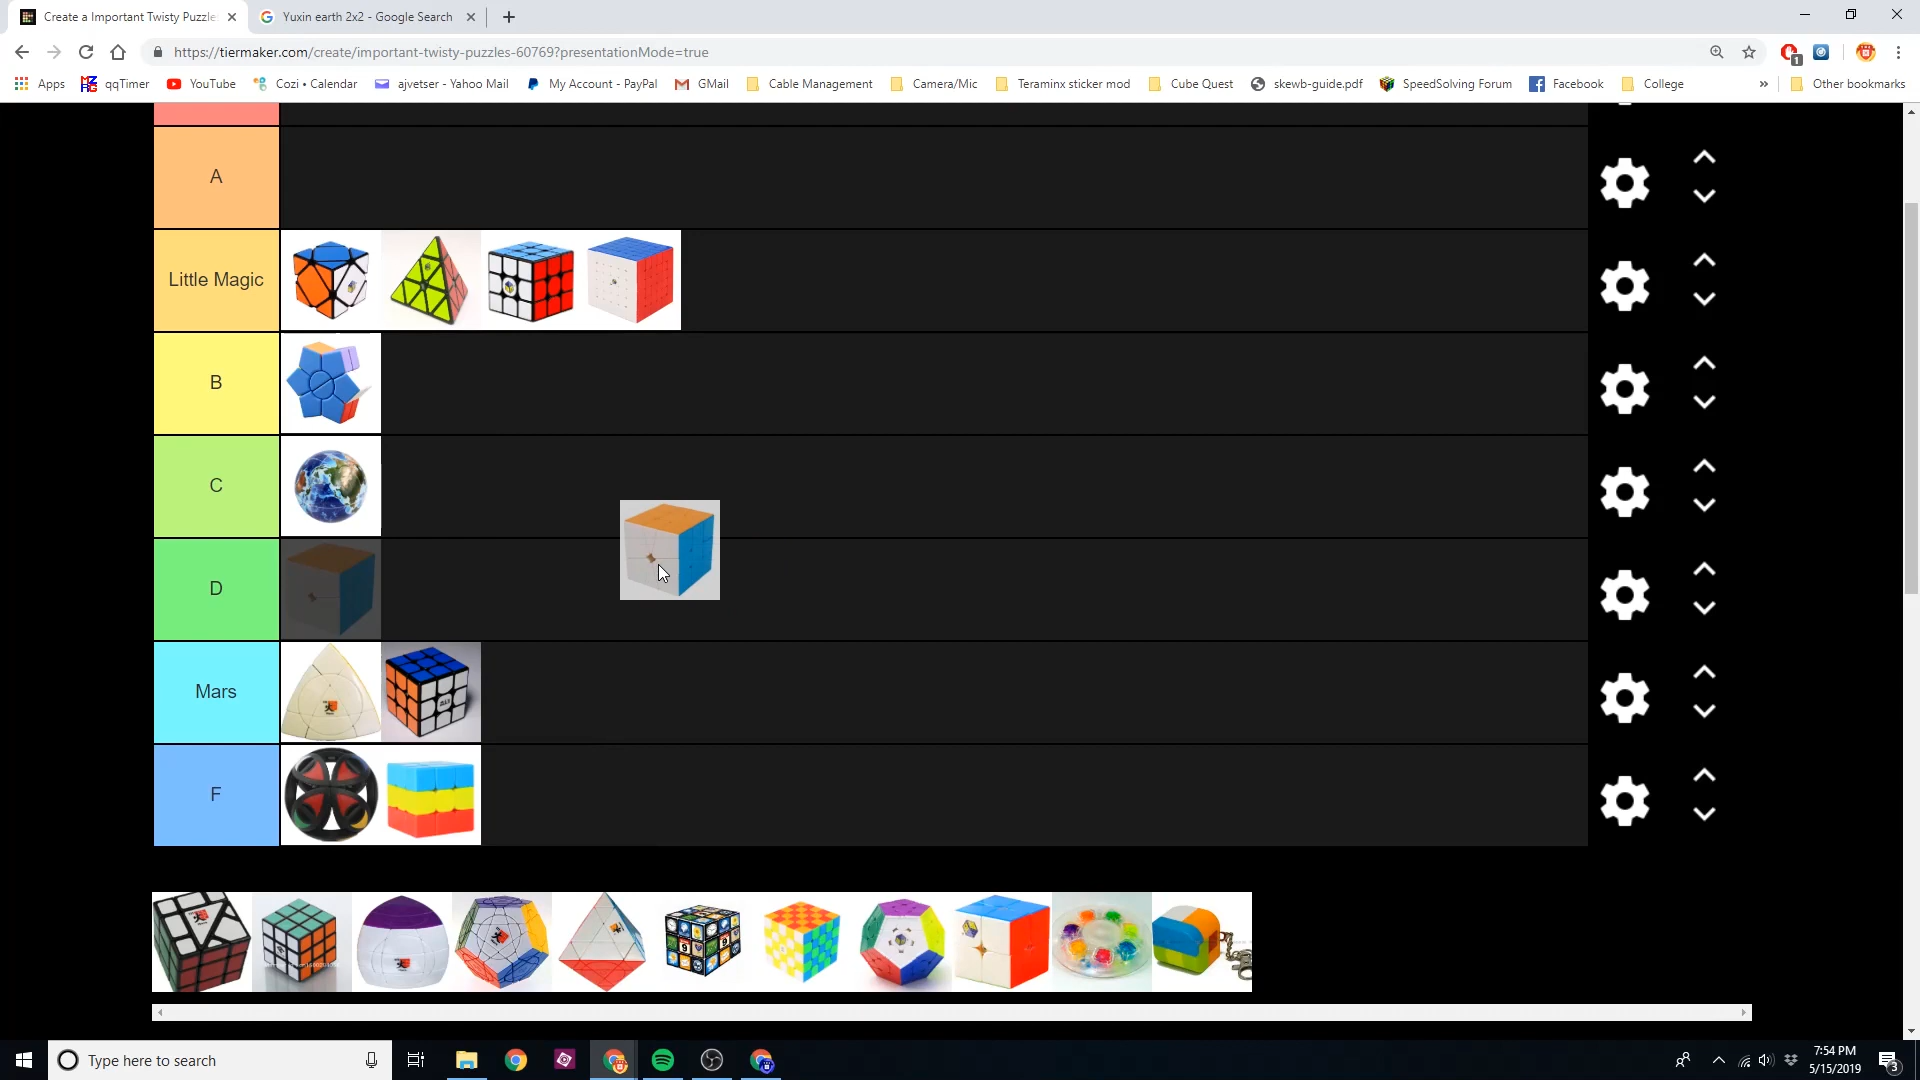 Create a Important Twisty Puzzle
Yuxin earth 2x2 - Google Search
https://tiermaker.com/create/important-twisty-puzzles-60769?presentationMode=true
1
Apps
qqTimer
YouTube
Cozi • Calendar
ajvetser - Yahoo Mail
My Account - PayPal
GMail
Cable Management
Camera/Mic
Teraminx sticker mod
Cube Quest
skewb-guide.pdf
SpeedSolving Forum
Facebook
College
»
Other bookmarks
A
Little Magic
B
C
D
Mars
F
Type here to search
7:54 PM
5/15/2019
3